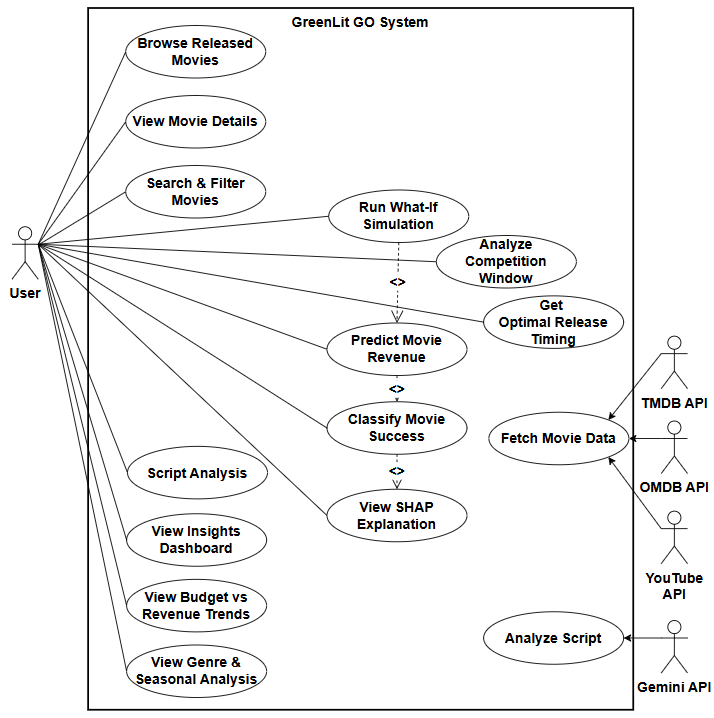 GreenLit GO System
Browse Released
Movies
View Movie Details
Search & Filter
Movies
Run What-If
Simulation
Analyze
Competition
Window
<>
Get
Optimal Release
Timing
User
Predict Movie
Revenue
<>
Classify Movie
Success
<>
View SHAP
Explanation
Script Analysis
View Insights
Dashboard
View Budget vs
Revenue Trends
View Genre &
Seasonal Analysis
Fetch Movie Data
Analyze Script
TMDB API
OMDB API
YouTube
API
Gemini API